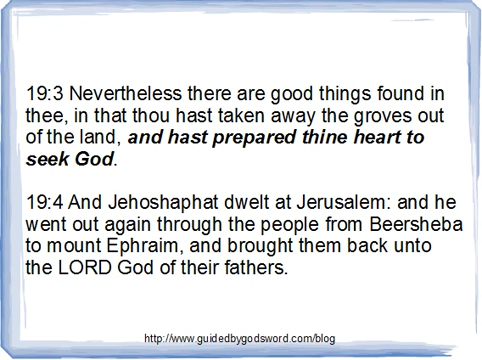 19:3 Nevertheless there are good things found in
thee, in that thou hast taken away the groves out
of the land, and hast prepared thine heart to
seek God.
19:4 And Jehoshaphat dwelt at Jerusalem: and he
went out again through the people from Beersheba
to mount Ephraim, and brought them back unto
the LORD God of their fathers.
http://www.guidedbygodsword.com/blog